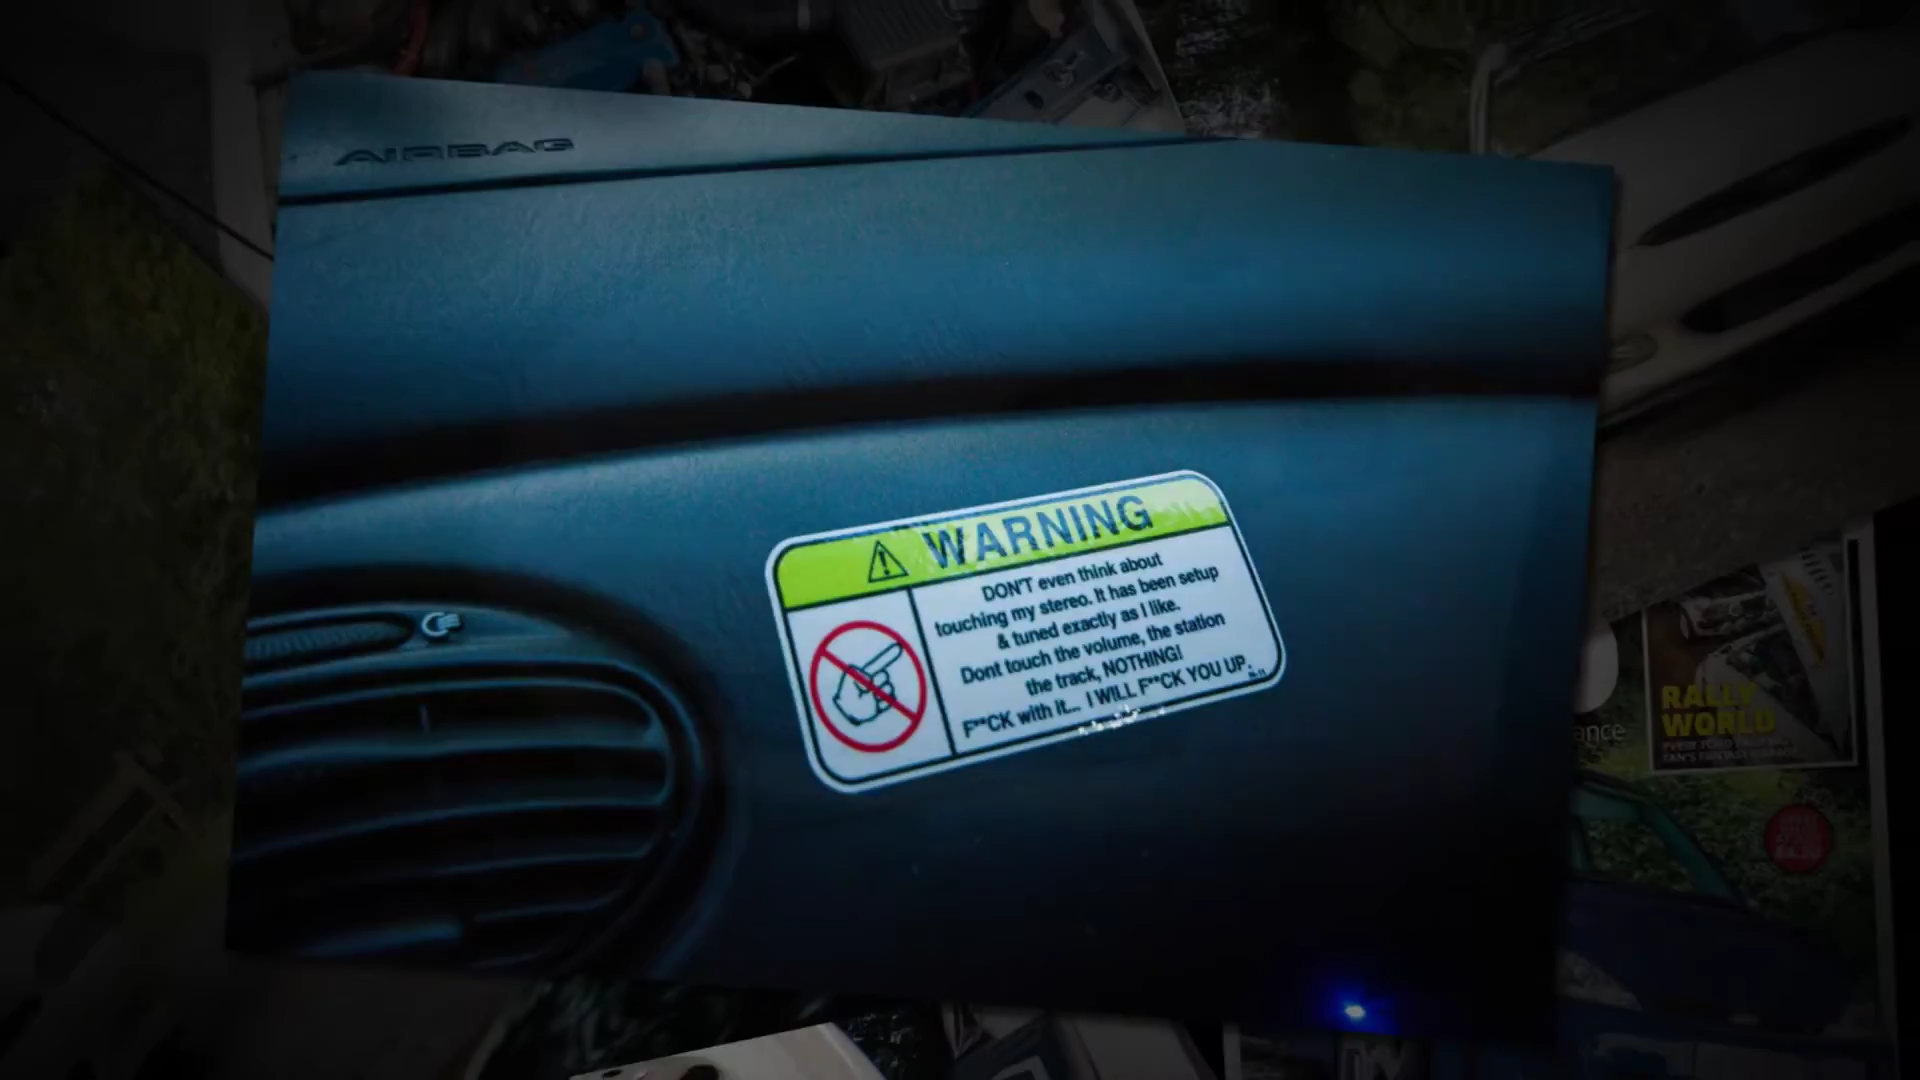 AIRBAG
WARNING
DON'T even think about
touching my stereo. It has been setup
& tuned exactly as I like.
Dont touch the volume, the station
the track, NOTHING!
F**CK with it... I WILL F**CK YOU UP.
ance
RALLY
WORLD